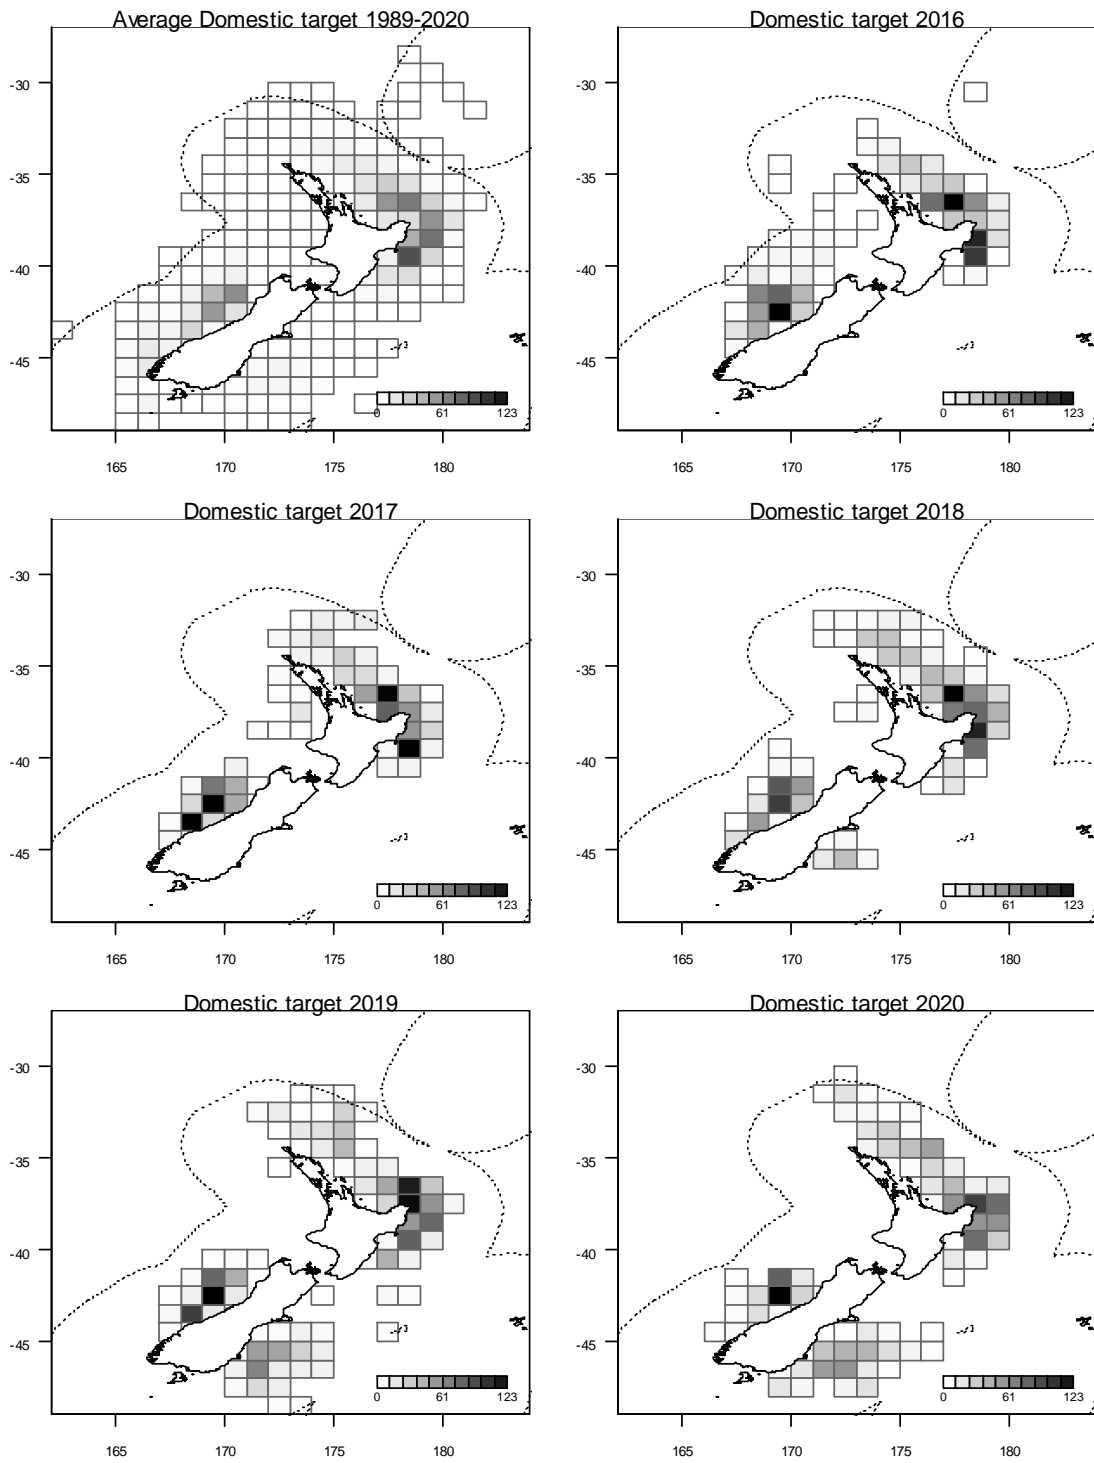 Average Domestic target 1989-2020
Domestic target 2016
-30
-35
-40
-45
0 61 123
165 170 175 180
-30
-35
-40
-45
0 61 123
165 170 175 180
Domestic target 2017
Domestic target 2018
-30
-35
-40
-45
0 61 123
165 170 175 180
-30
-35
-40
-45
0 61 123
165 170 175 180
Domestic target 2019
Domestic target 2020
-30
-35
-40
-45
0 61 123
165 170 175 180
-30
-35
-40
-45
0 61 123
165 170 175 180